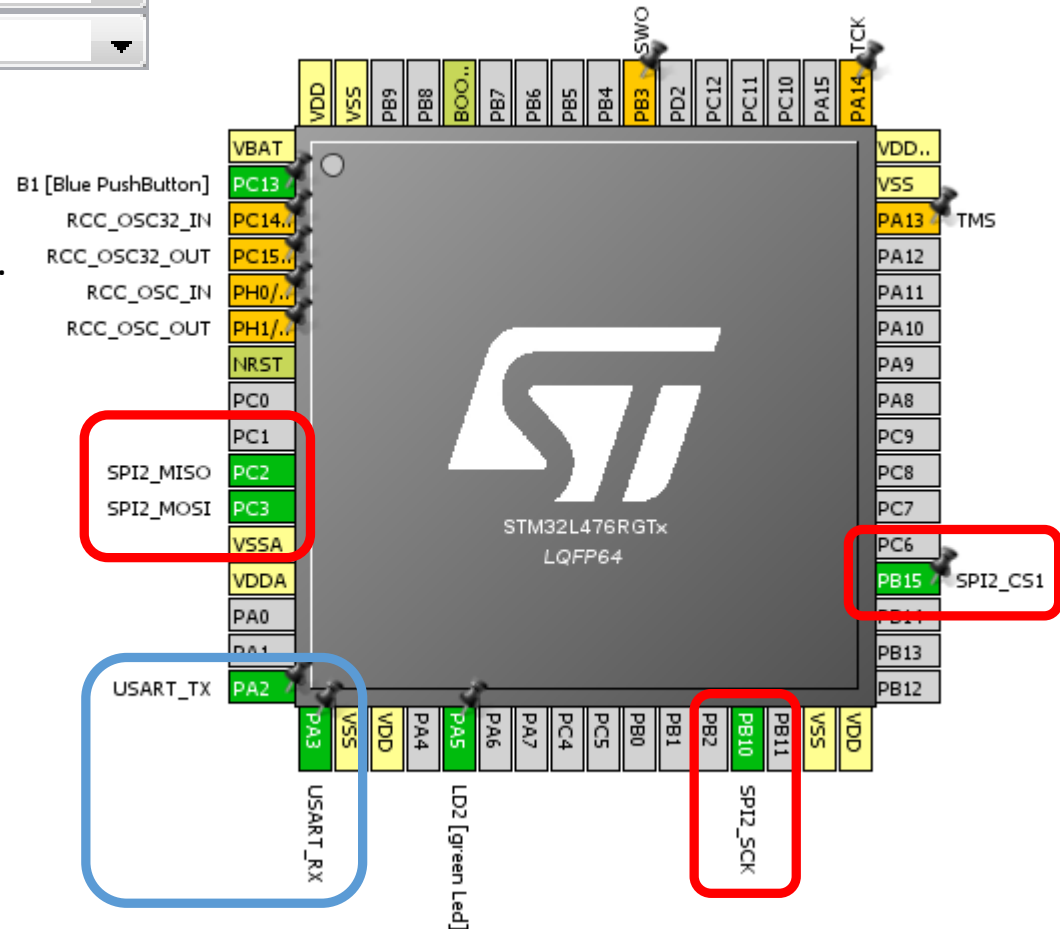 SWO
TCK
VDD
VSS
PB9
PB8
BOO..
PB7
PB6
PB5
PB4
PB3
PD2
PC12
PC11
PC10
PA15
PA14
VBAT
B1 [Blue PushButton] PC13
RCC_OSC32_IN PC14..
RCC_OSC32_OUT PC15..
RCC_OSC_IN PH0/..
RCC_OSC_OUT PH1/..
NRST
PC0
PC1
SPI2_MISO PC2
SPI2_MOSI PC3
VSSA
VDDA
PA0
PA1
USART_TX PA2
STM32L476RGTx
LQFP64
VDD..
VSS
PA13 TMS
PA12
PA11
PA10
PA9
PA8
PC9
PC8
PC7
PC6
PB15 SPI2_CS1
PB14
PB13
PB12
PA3
VSS
VDD
PA4
PA5
PA6
PA7
PC4
PC5
PB0
PB1
PB2
PB10
PB11
VSS
VDD
USART_RX
LD2 [green Led]
SPI2_SCK